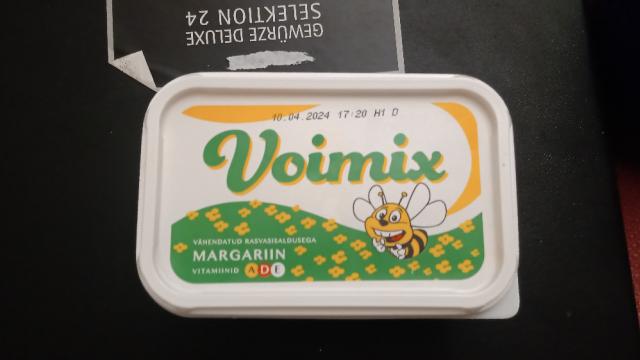 GEWÜRZE DELUXE
SELEKTION 24
10.04.2024 17:20 H1 D
Voimix
VÄHENDATUD RASVASISALDUSEGA
MARGARIIN
VITAMIINID A D E